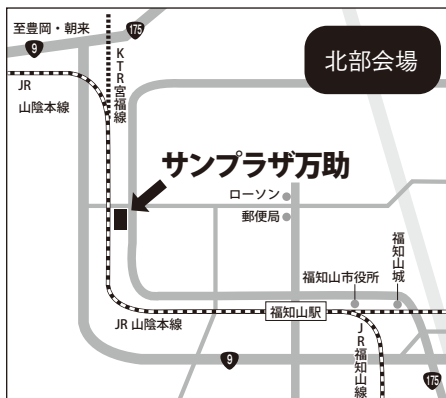 至豊岡・朝来
9
175
北部会場
JR
山陰本線
KTR宮福線
サンプラザ万助
ローソン
郵便局
福知山城
福知山市役所
福知山駅
JR 山陰本線
JR福知山線
9
175